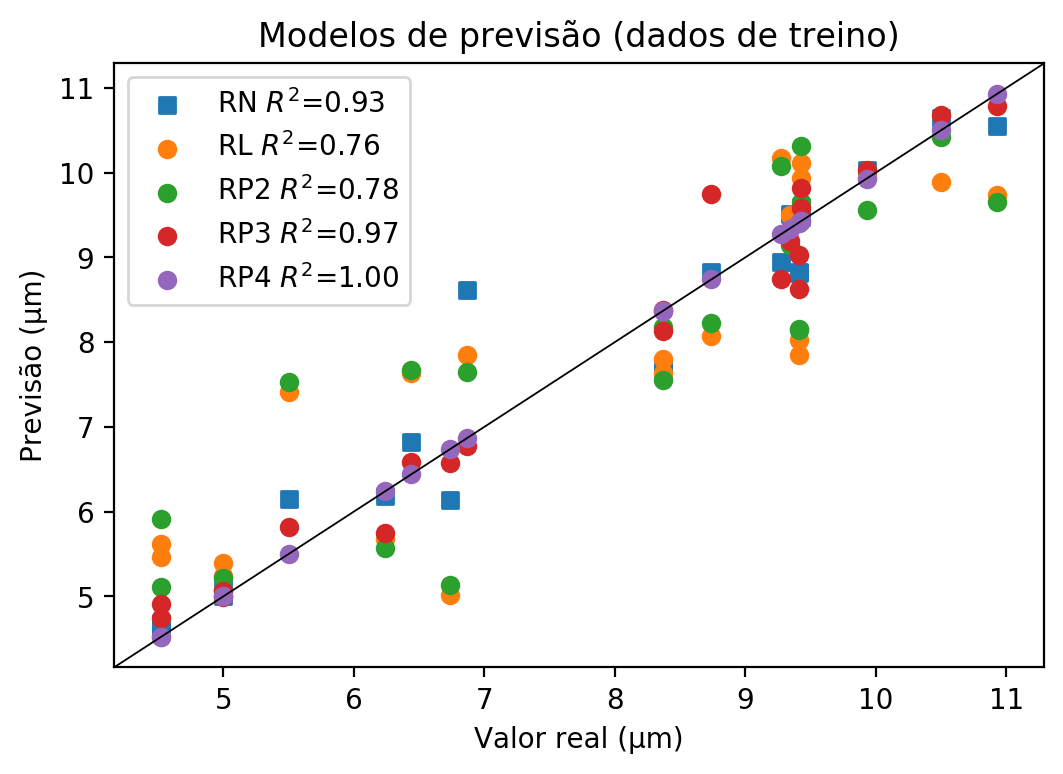 Modelos de previsão (dados de treino)
RN R²=0.93
RL R²=0.76
RP2 R²=0.78
RP3 R²=0.97
RP4 R²=1.00
11
10
9
8
7
6
5
Previsão (µm)
5 6 7 8 9 10 11
Valor real (µm)